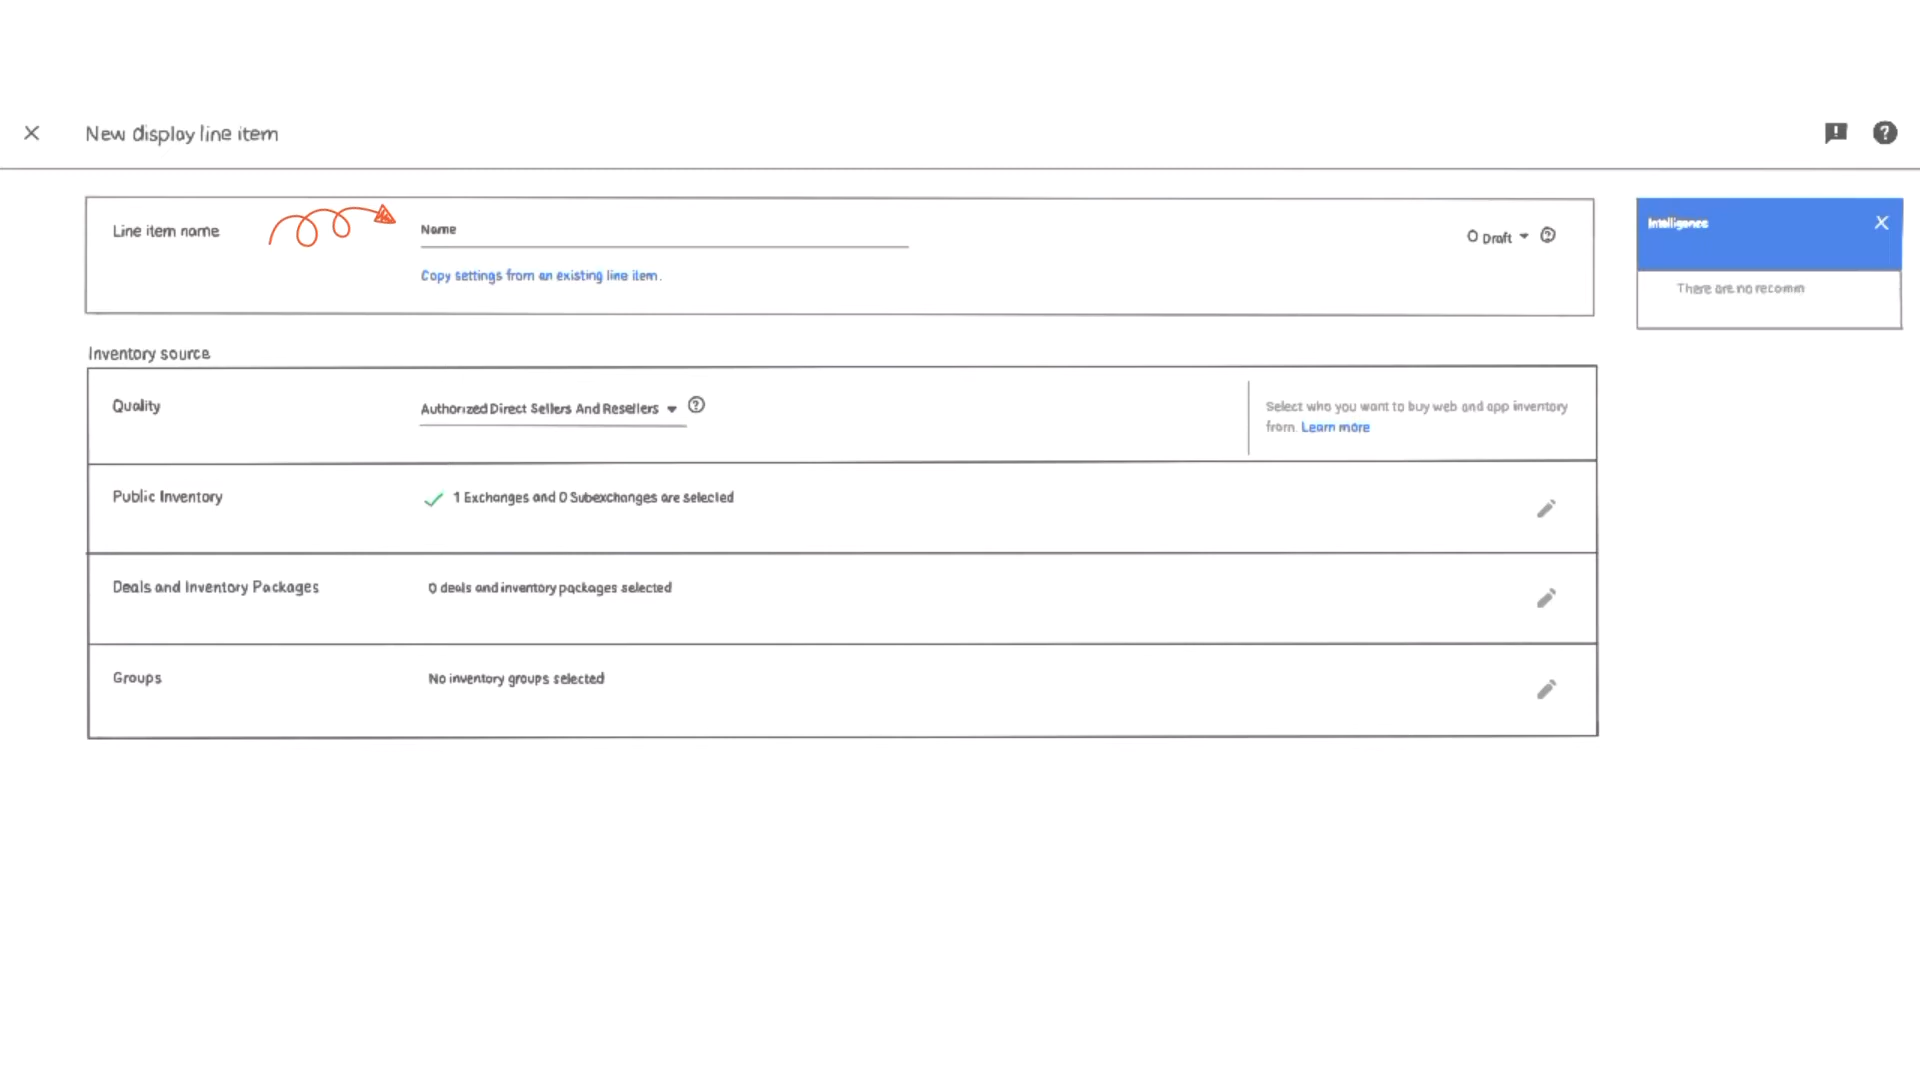 New display line item
Line item name
Name
Draft
Copy settings from an existing line item.
Intelligence
There are no recomm
Inventory source
Quality
Authorized Direct Sellers And Resellers
Select who you want to buy web and app inventory
from. Learn more
Public Inventory
1 Exchanges and 0 Subexchanges are selected
Deals and Inventory Packages
0 deals and inventory packages selected
Groups
No inventory groups selected